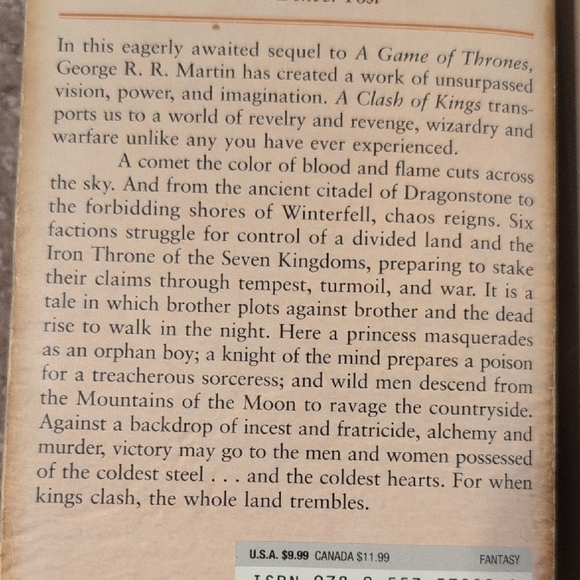 Post
In this eagerly awaited sequel to A Game of Thrones,
George R. R. Martin has created a work of unsurpassed
vision, power, and imagination. A Clash of Kings trans-
ports us to a world of revelry and revenge, wizardry and
warfare unlike any you have ever experienced.
A comet the color of blood and flame cuts across
the sky. And from the ancient citadel of Dragonstone to
the forbidding shores of Winterfell, chaos reigns. Six
factions struggle for control of a divided land and the
Iron Throne of the Seven Kingdoms, preparing to stake
their claims through tempest, turmoil, and war. It is a
tale in which brother plots against brother and the dead
rise to walk in the night. Here a princess masquerades
as an orphan boy; a knight of the mind prepares a poison
for a treacherous sorceress; and wild men descend from
the Mountains of the Moon to ravage the countryside.
Against a backdrop of incest and fratricide, alchemy and
murder, victory may go to the men and women possessed
of the coldest steel . . . and the coldest hearts. For when
kings clash, the whole land trembles.
U.S.A. $9.99 CANADA $11.99 FANTASY
ISBN 978